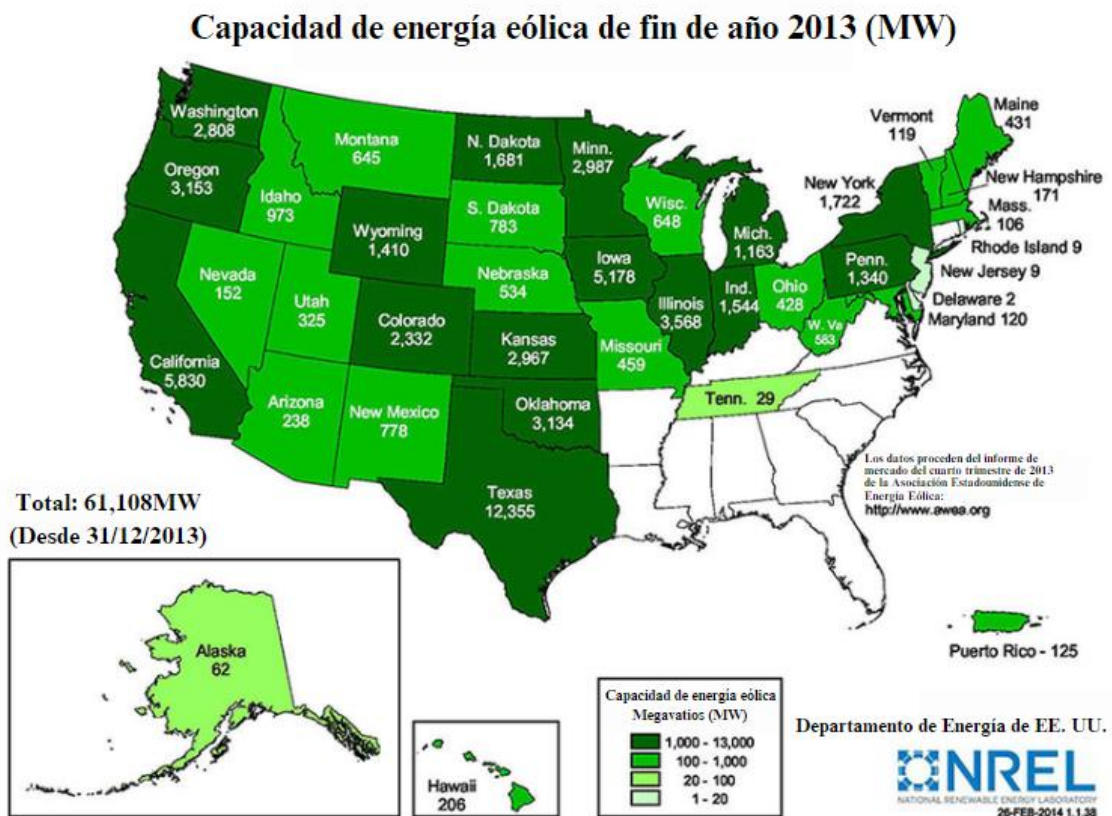 Capacidad de energía eólica de fin de año 2013 (MW)
Washington
2,808
Oregon
3,153
California
5,830
Idaho
973
Nevada
152
Montana
645
Wyoming
1,410
Utah
325
Colorado
2,332
Arizona
238
New Mexico
778
N. Dakota
1,681
S. Dakota
783
Nebraska
534
Kansas
2,967
Oklahoma
3,134
Texas
12,355
Minn.
2,987
Iowa
5,178
Missouri
459
Wisc.
648
Illinois
3,568
Mich.
1,163
Ind.
1,544
Ohio
428
W. Va
583
Tenn. 29
Penn.
1,340
New York
1,722
Vermont
119
Maine
431
New Hampshire
171
Mass.
106
Rhode Island 9
New Jersey 9
Delaware 2
Maryland 120
Los datos proceden del informe de
mercado del cuarto trimestre de 2013
de la Asociación Estadounidense de
Energía Eólica:
http://www.awea.org
Total: 61,108MW
(Desde 31/12/2013)
Alaska
62
Hawaii
206
Puerto Rico - 125
Capacidad de energía eólica
Megavatios (MW)
1,000 - 13,000
100 - 1,000
20 - 100
1 - 20
Departamento de Energía de EE. UU.
NREL
NATIONAL RENEWABLE ENERGY LABORATORY
26-FEB-2014 1.1.38